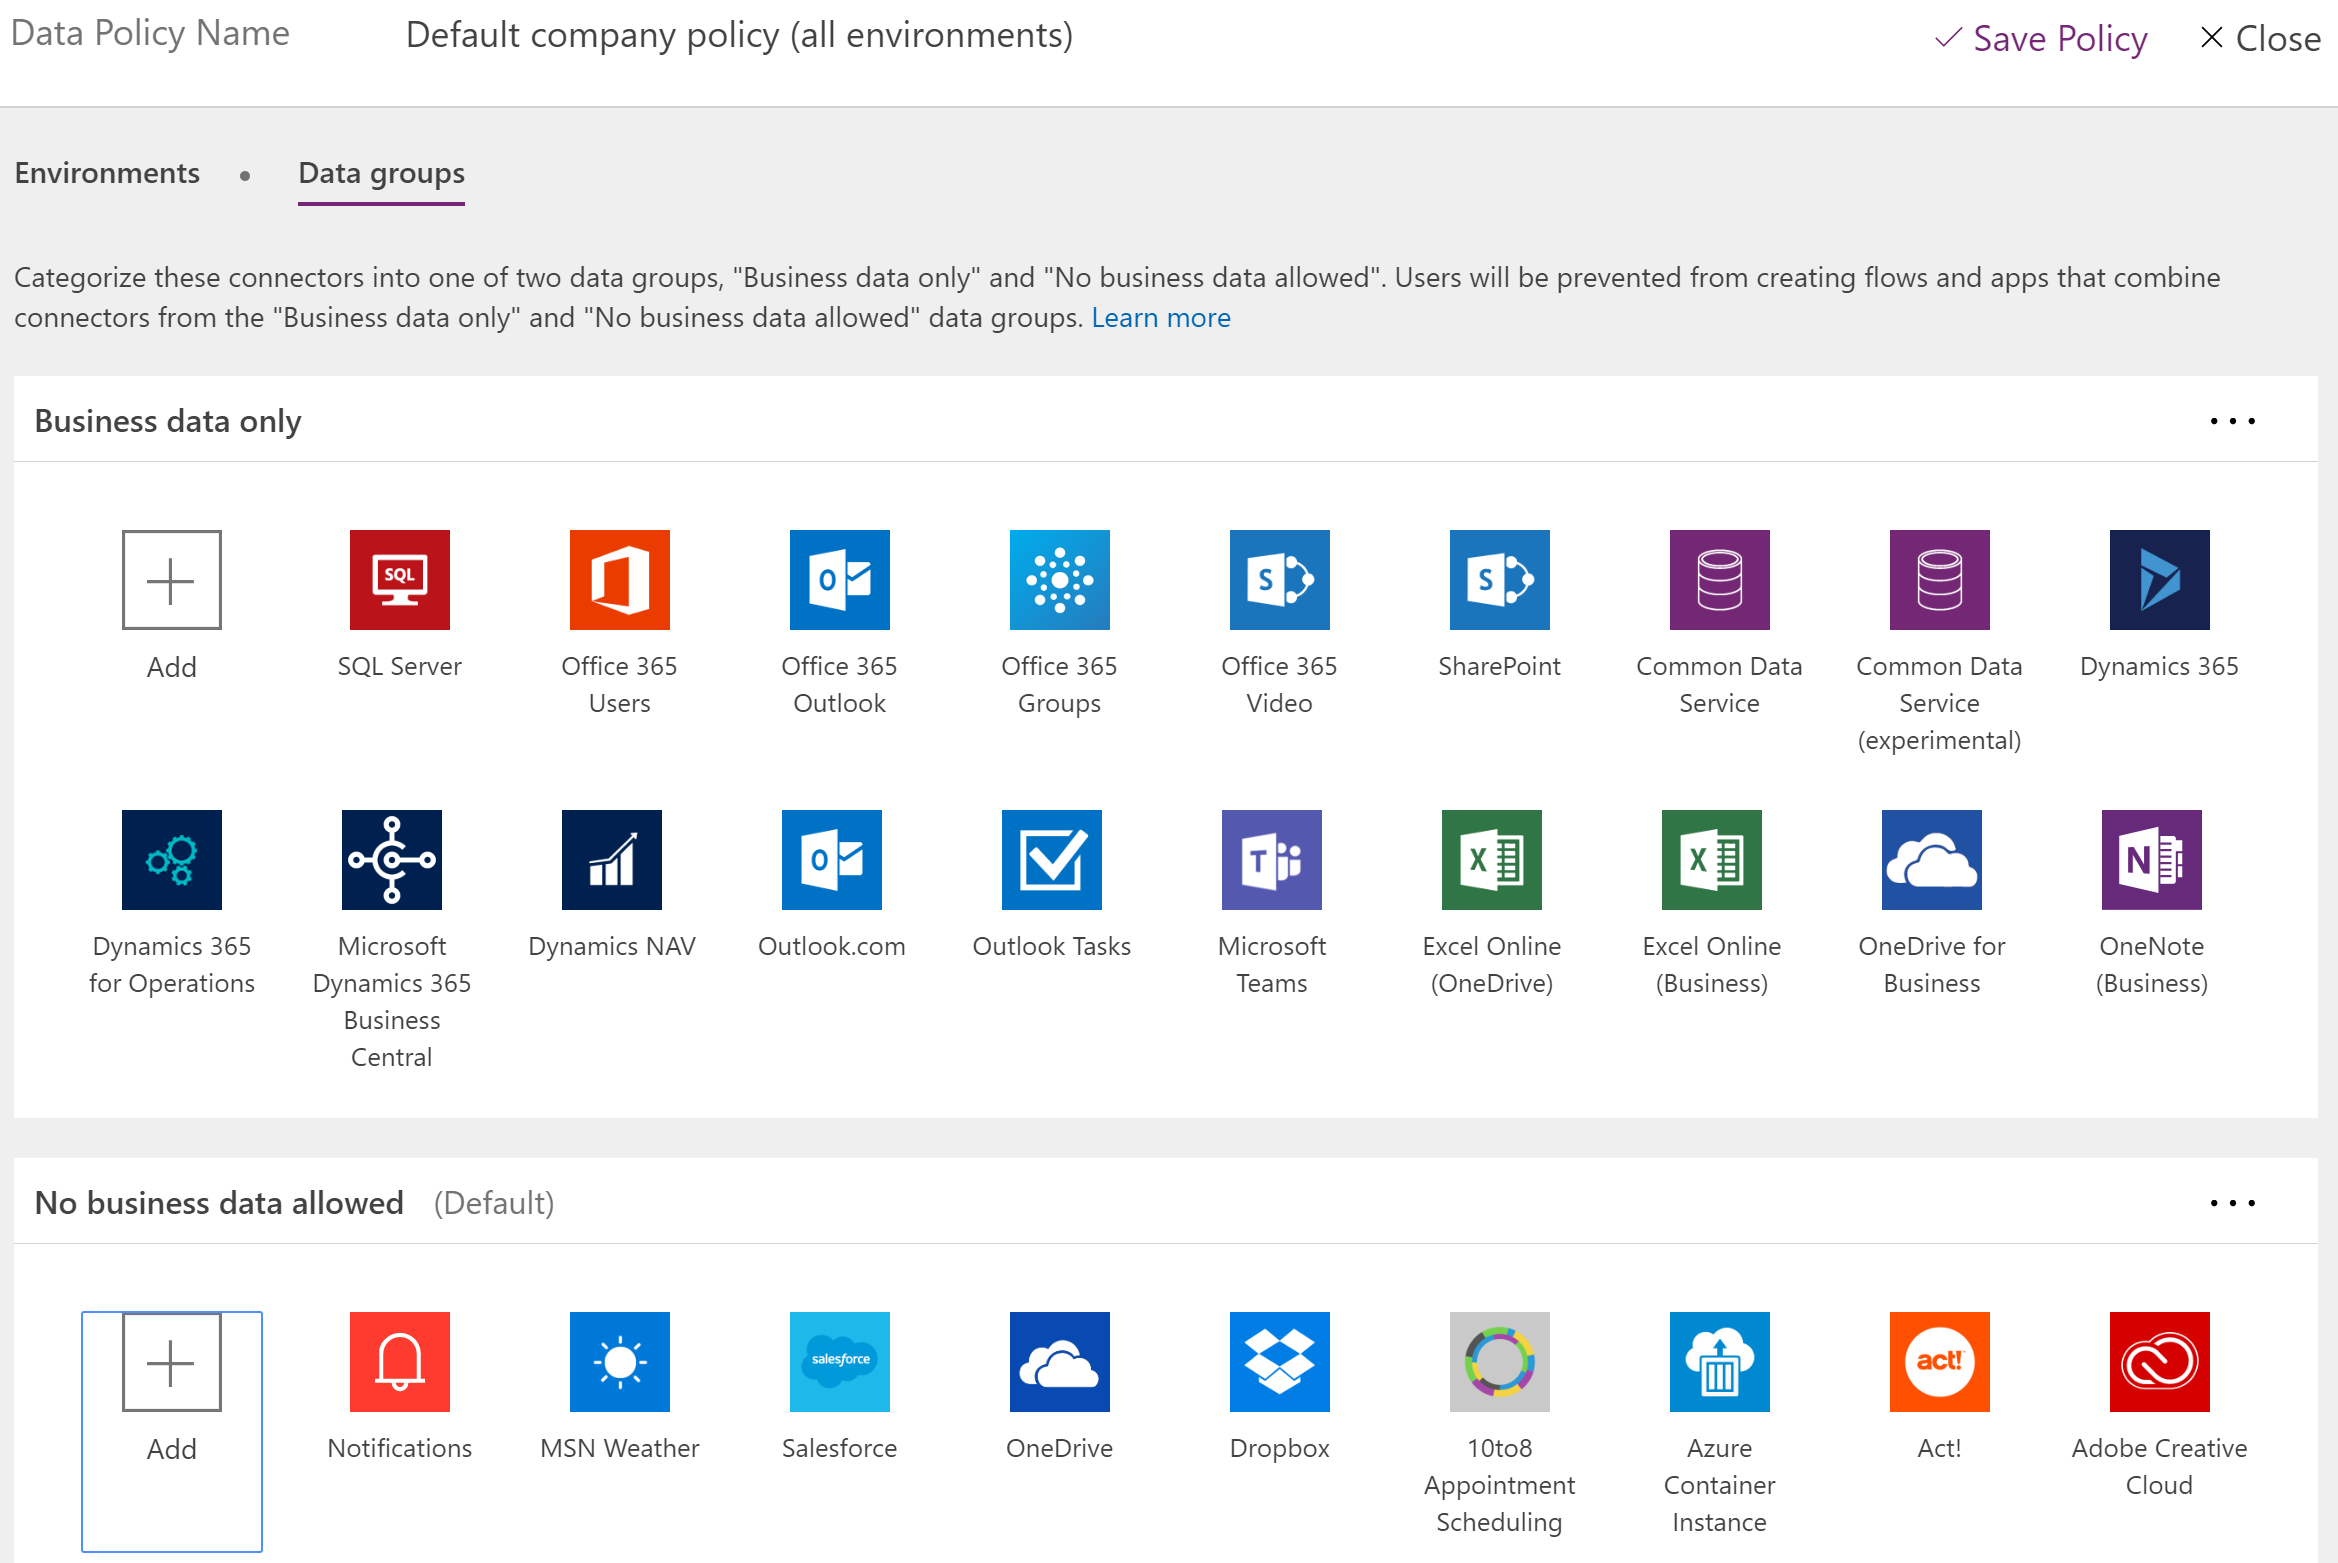 Data Policy Name Default company policy (all environments) Save Policy Close
Environments • Data groups
Categorize these connectors into one of two data groups, "Business data only" and "No business data allowed". Users will be prevented from creating flows and apps that combine
connectors from the "Business data only" and "No business data allowed" data groups. Learn more
Business data only
SQL
O
S
S
Add
SQL Server
Office 365
Users
Office 365
Outlook
Office 365
Groups
Office 365
Video
SharePoint
Common Data
Service
Common Data
Service
(experimental)
Dynamics 365
O
T
X
X
N
Dynamics 365
for Operations
Microsoft
Dynamics 365
Business
Central
Dynamics NAV
Outlook.com
Outlook Tasks
Microsoft
Teams
Excel Online
(OneDrive)
Excel Online
(Business)
OneDrive for
Business
OneNote
(Business)
No business data allowed (Default)
salesforce
act!
Add
Notifications
MSN Weather
Salesforce
OneDrive
Dropbox
10to8
Appointment
Scheduling
Azure
Container
Instance
Act!
Adobe Creative
Cloud